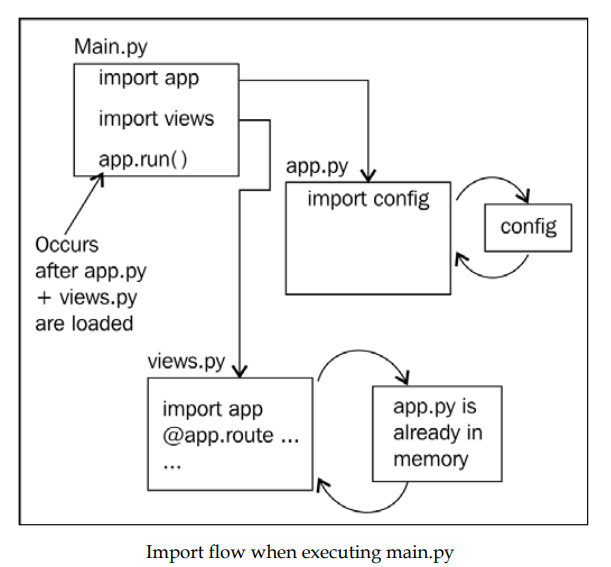 Main.py
import app
import views
app.run()
Occurs
after app.py
+ views.py
are loaded
app.py
import config
config
views.py
import app
@app.route ...
...
app.py is
already in
memory
Import flow when executing main.py